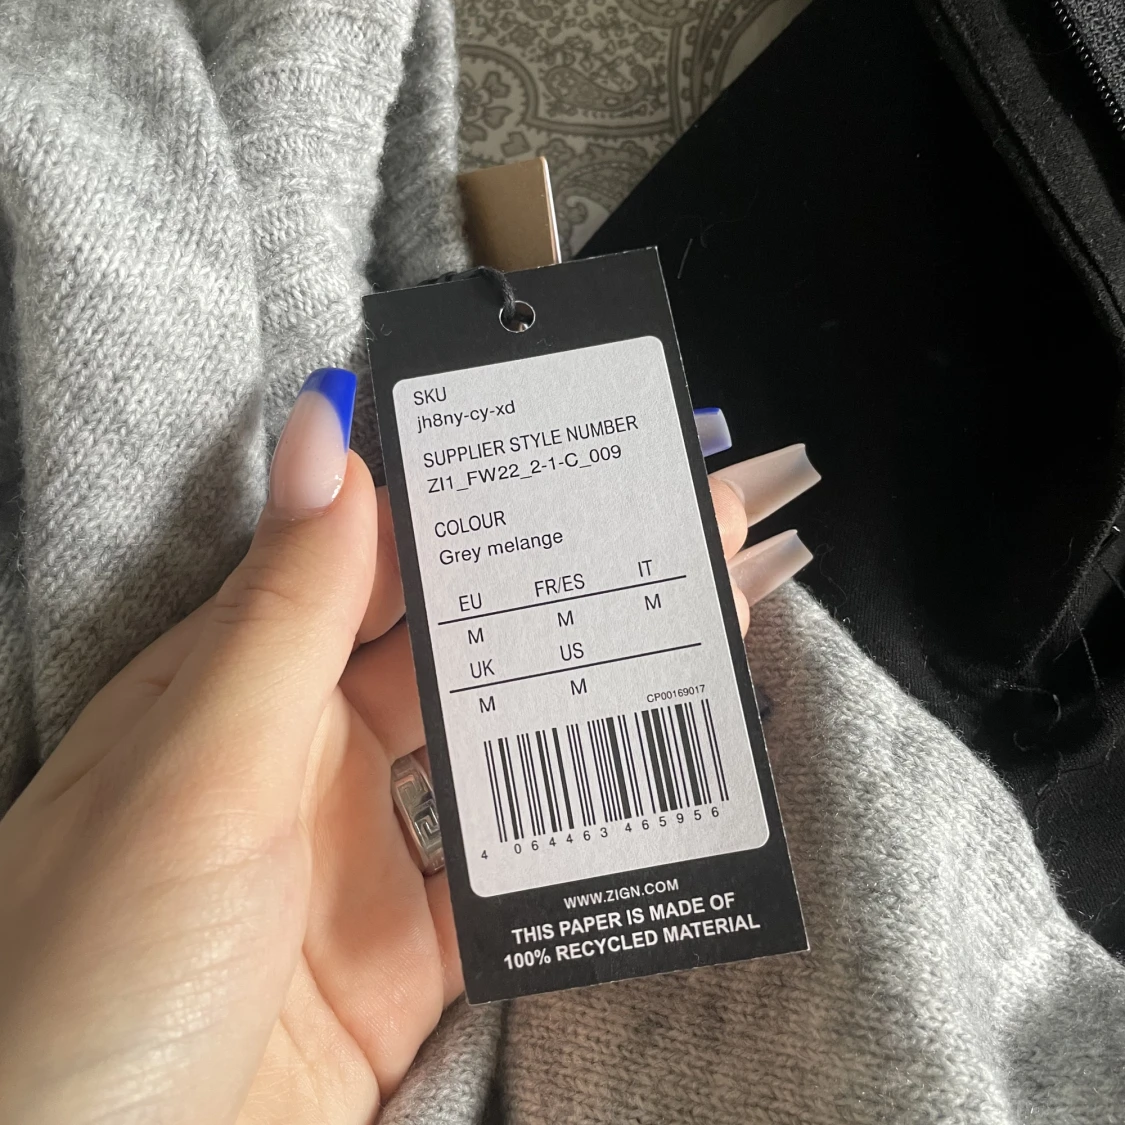 SKU
jh8ny-cy-xd
SUPPLIER STYLE NUMBER
ZI1_FW22_2-1-C_009
COLOUR
Grey melange
EU FR/ES IT
M M M
UK US
M M
CP00169017
4 064463 465956
WWW.ZIGN.COM
THIS PAPER IS MADE OF
100% RECYCLED MATERIAL